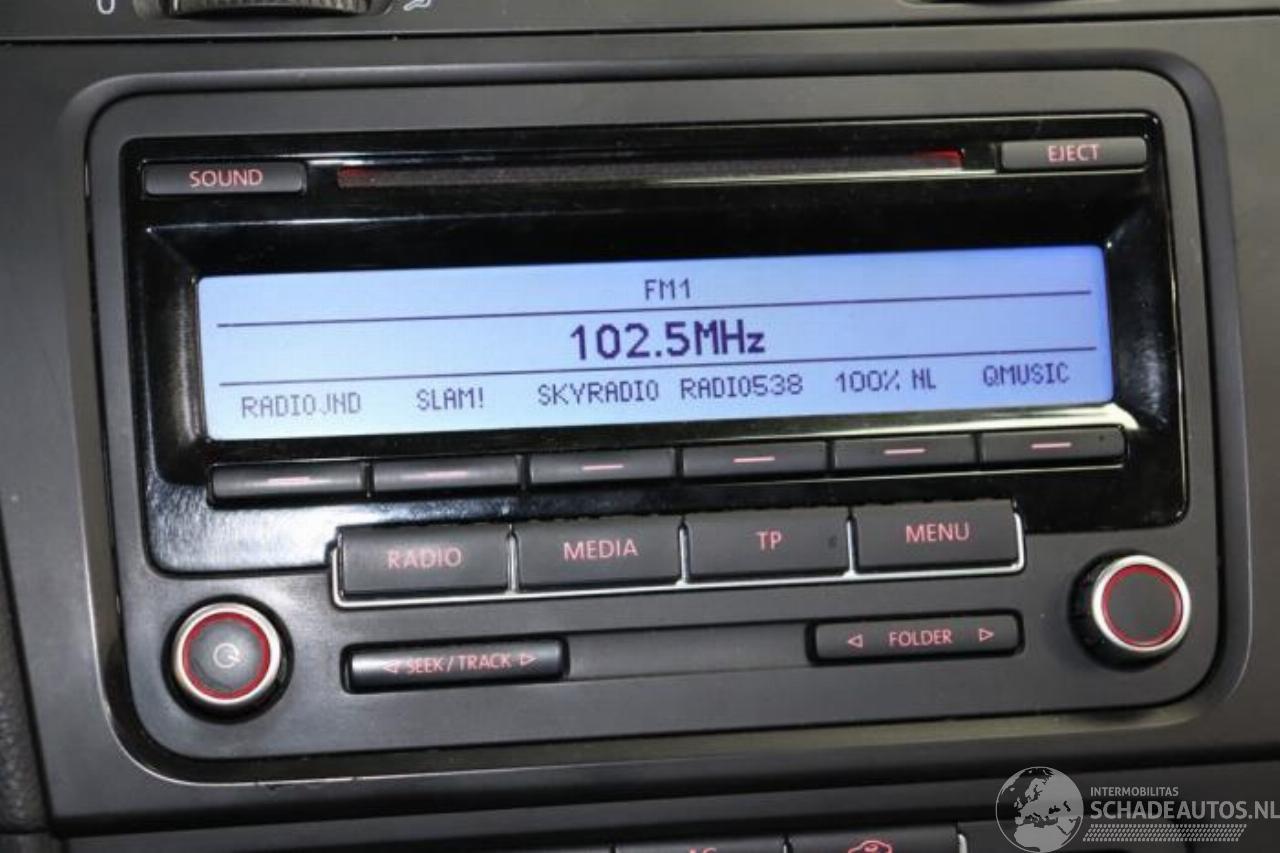 SOUND
EJECT
FM1
102.5MHz
RADIOJND SLAM! SKYRADIO RADIO538 100% NL QMUSIC
RADIO MEDIA TP MENU
SEEK / TRACK
FOLDER
INTERMOBILITAS
SCHADEAUTOS.NL